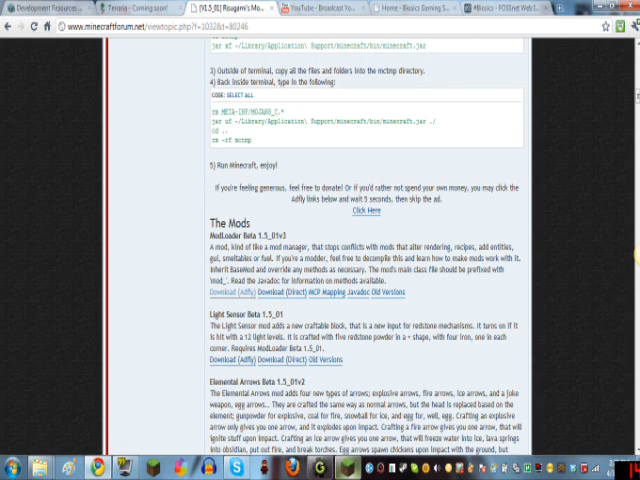 Development Resources
Terraria - Coming soon!
[V1.5_01] Risugami's Mo...
YouTube - Broadcast Yo...
Home - Bioxics Gaming S
#Bioxics - FOSSnet Web S
www.minecraftforum.net/viewtopic.php?f=1032&t=80246
jar xf ~/Library/Application\ Support/minecraft/bin/minecraft.jar
3) Outside of terminal, copy all the files and folders into the mctmp directory.
4) Back inside terminal, type in the following:
CODE: SELECT ALL
rm META-INF/MOJANG_C.*
jar uf ~/Library/Application\ Support/minecraft/bin/minecraft.jar ./
cd ..
rm -rf mctmp
5) Run Minecraft, enjoy!
If you're feeling generous, feel free to donate! Or if you'd rather not spend your own money, you may click the
Adfly links below and wait 5 seconds, then skip the ad.
Click Here
The Mods
ModLoader Beta 1.5_01v3
A mod, kind of like a mod manager, that stops conflicts with mods that alter rendering, recipes, add entities,
gui, smeltables or fuel. If you're a modder, feel free to decompile this and learn how to make mods work with it.
Inherit BaseMod and override any methods as necessary. The mod's main class file should be prefixed with
'mod_'. Read the Javadoc for information on methods available.
Download (Adfly) Download (Direct) MCP Mapping Javadoc Old Versions
Light Sensor Beta 1.5_01
The Light Sensor mod adds a new craftable block, that is a new input for redstone mechanisms. It turns on if it
is hit with a 12 light levels. It is crafted with five redstone powder in a + shape, with four iron, one in each
corner. Requires ModLoader Beta 1.5_01.
Download (Adfly) Download (Direct) Old Versions
Elemental Arrows Beta 1.5_01v2
The Elemental Arrows mod adds four new types of arrows; explosive arrows, fire arrows, ice arrows, and a joke
weapon, egg arrows.. They are crafted the same way as normal arrows, but the head is replaced based on the
element; gunpowder for explosive, coal for fire, snowball for ice, and egg for, well, egg. Crafting an explosive
arrow only gives you one arrow, and it explodes upon impact. Crafting a fire arrow gives you one arrow, that will
ignite stuff upon impact. Crafting an ice arrow gives you one arrow, that will freeze water into ice, lava springs
into obsidian, put out fire, and break torches. Egg arrows spawn chickens upon impact with the ground, but